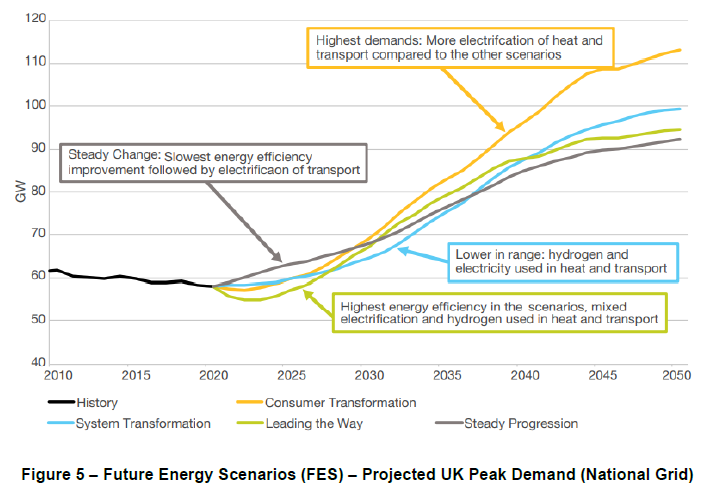 120
Highest demands: More electrifcation of heat and
transport compared to the other scenarios
110
100
90
Steady Change: Slowest energy efficiency
improvement followed by electrificaon of transport
80
GW
70
Lower in range: hydrogen and
electricity used in heat and transport
60
Highest energy efficiency in the scenarios, mixed
electrification and hydrogen used in heat and transport
50
40
2010 2015 2020 2025 2030 2035 2040 2045 2050
History Consumer Transformation
System Transformation Leading the Way Steady Progression
Figure 5 – Future Energy Scenarios (FES) – Projected UK Peak Demand (National Grid)